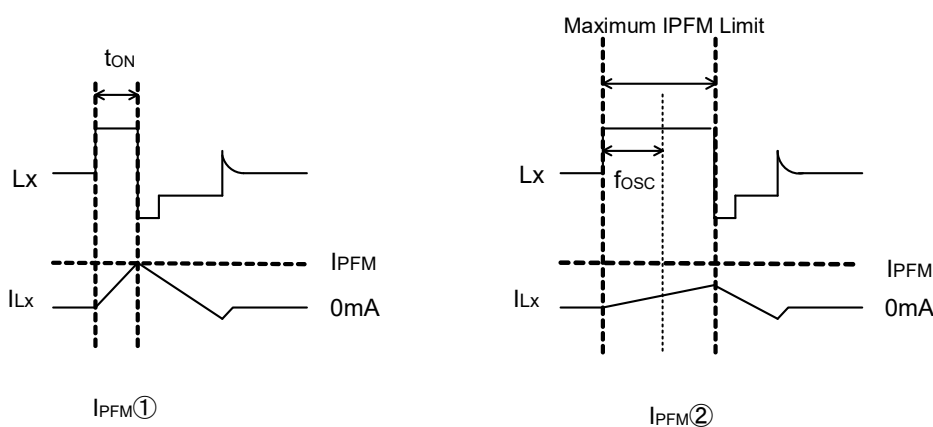 tON
Lx
IPFM
ILx
0mA
IPFM①
Maximum IPFM Limit
Lx
fOSC
IPFM
ILx
0mA
IPFM②